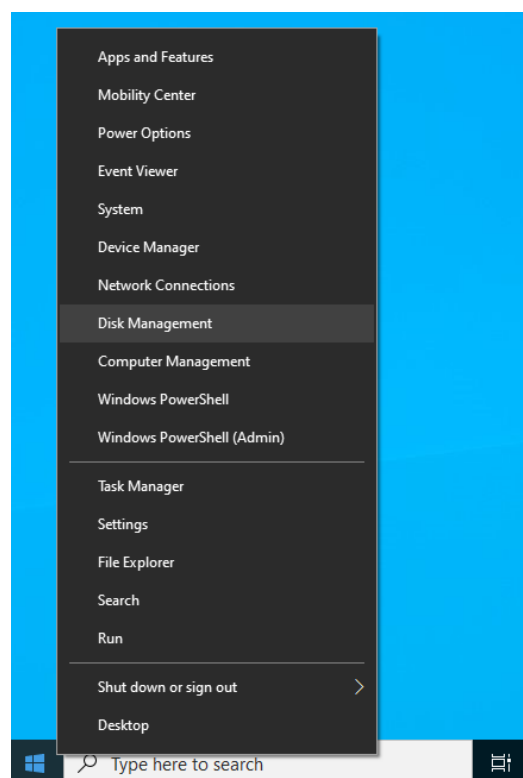 Apps and Features
Mobility Center
Power Options
Event Viewer
System
Device Manager
Network Connections
Disk Management
Computer Management
Windows PowerShell
Windows PowerShell (Admin)
Task Manager
Settings
File Explorer
Search
Run
Shut down or sign out
Desktop
Type here to search